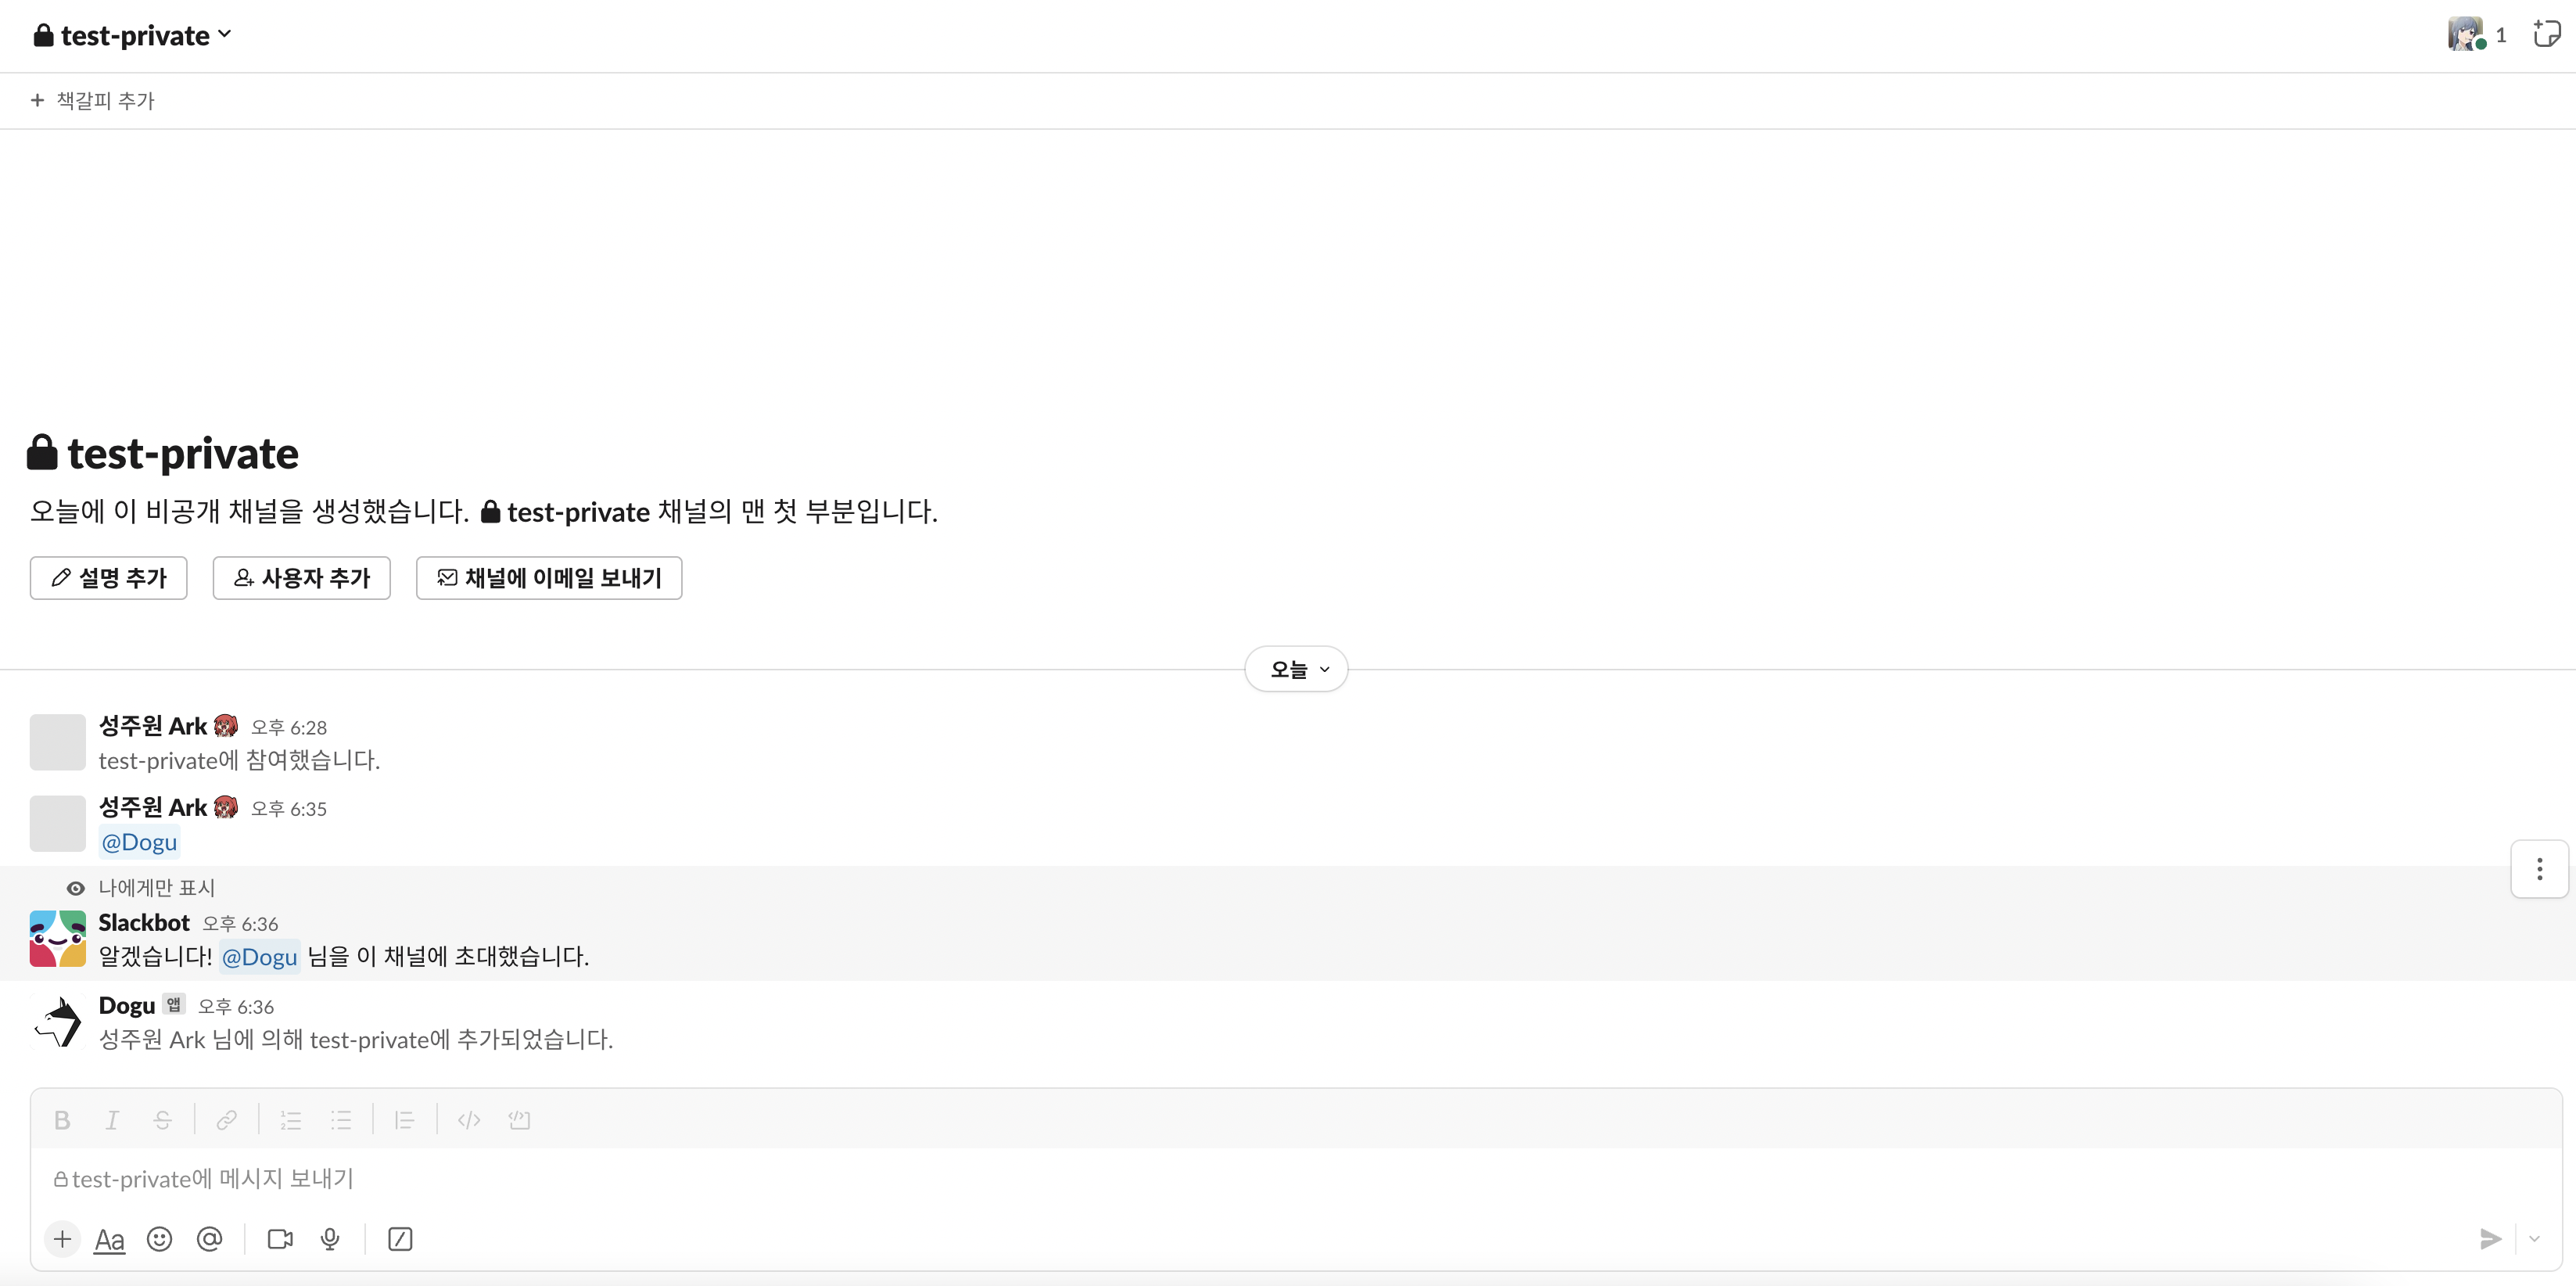 test-private
1
+ 책갈피 추가
test-private
오늘에 이 비공개 채널을 생성했습니다. test-private 채널의 맨 첫 부분입니다.
설명 추가 사용자 추가 채널에 이메일 보내기
오늘
성주원 Ark 오후 6:28
test-private에 참여했습니다.
성주원 Ark 오후 6:35
@Dogu
나에게만 표시
Slackbot 오후 6:36
알겠습니다! @Dogu 님을 이 채널에 초대했습니다.
Dogu 앱 오후 6:36
성주원 Ark 님에 의해 test-private에 추가되었습니다.
B I S
test-private에 메시지 보내기
Aa